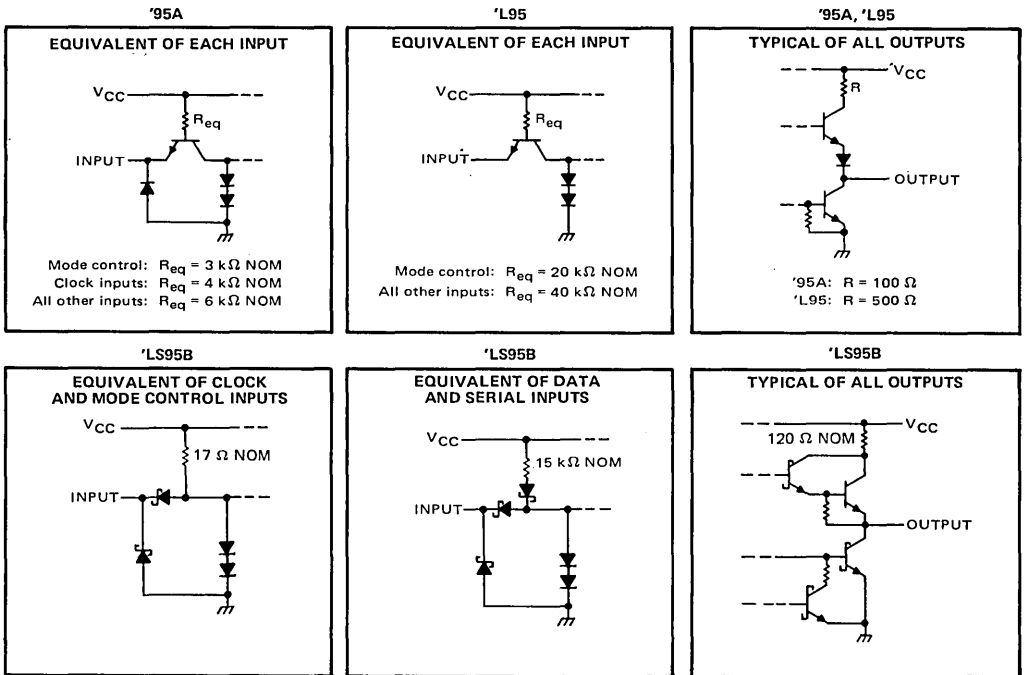 '95A
EQUIVALENT OF EACH INPUT
VCC
Req
INPUT
Mode control: Req = 3 kΩ NOM
Clock inputs: Req = 4 kΩ NOM
All other inputs: Req = 6 kΩ NOM
'L95
EQUIVALENT OF EACH INPUT
VCC
Req
INPUT
Mode control: Req = 20 kΩ NOM
All other inputs: Req = 40 kΩ NOM
'95A, 'L95
TYPICAL OF ALL OUTPUTS
VCC
R
OUTPUT
'95A: R = 100 Ω
'L95: R = 500 Ω
'LS95B
EQUIVALENT OF CLOCK
AND MODE CONTROL INPUTS
VCC
17 Ω NOM
INPUT
'LS95B
EQUIVALENT OF DATA
AND SERIAL INPUTS
VCC
15 kΩ NOM
INPUT
'LS95B
TYPICAL OF ALL OUTPUTS
VCC
120 Ω NOM
OUTPUT